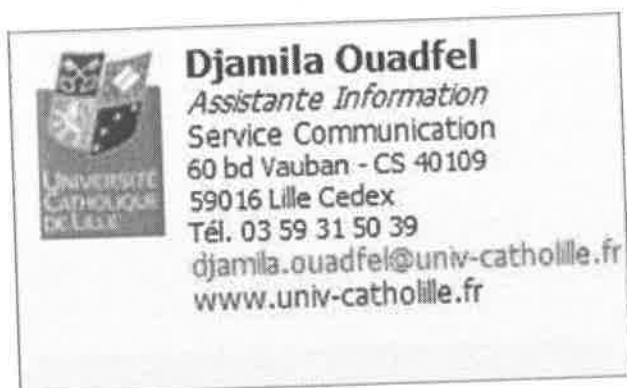 Djamila Ouadfel
Assistante Information
Service Communication
60 bd Vauban - CS 40109
59016 Lille Cedex
Tél. 03 59 31 50 39
djamila.ouadfel@univ-catholille.fr
www.univ-catholille.fr
UNIVERSITÉ
CATHOLIQUE
DE LILLE